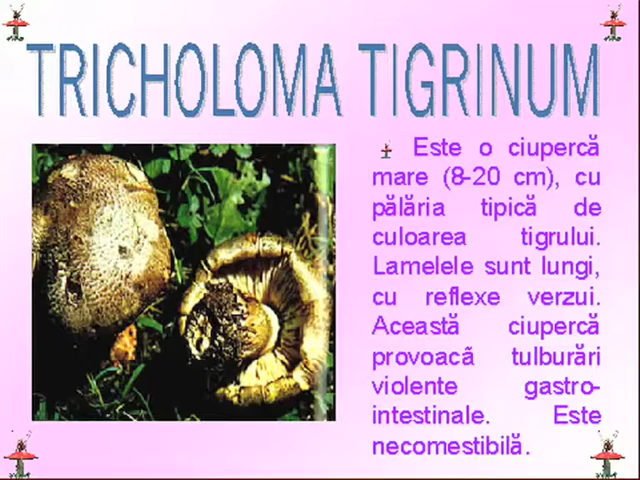 TRICHOLOMA TIGRINUM
Este o ciupercă
mare (8-20 cm), cu
pălăria tipică de
culoarea tigrului.
Lamelele sunt lungi,
cu reflexe verzui.
Această ciupercă
provoacã tulburări
violente gastro-
intestinale. Este
necomestibilă.